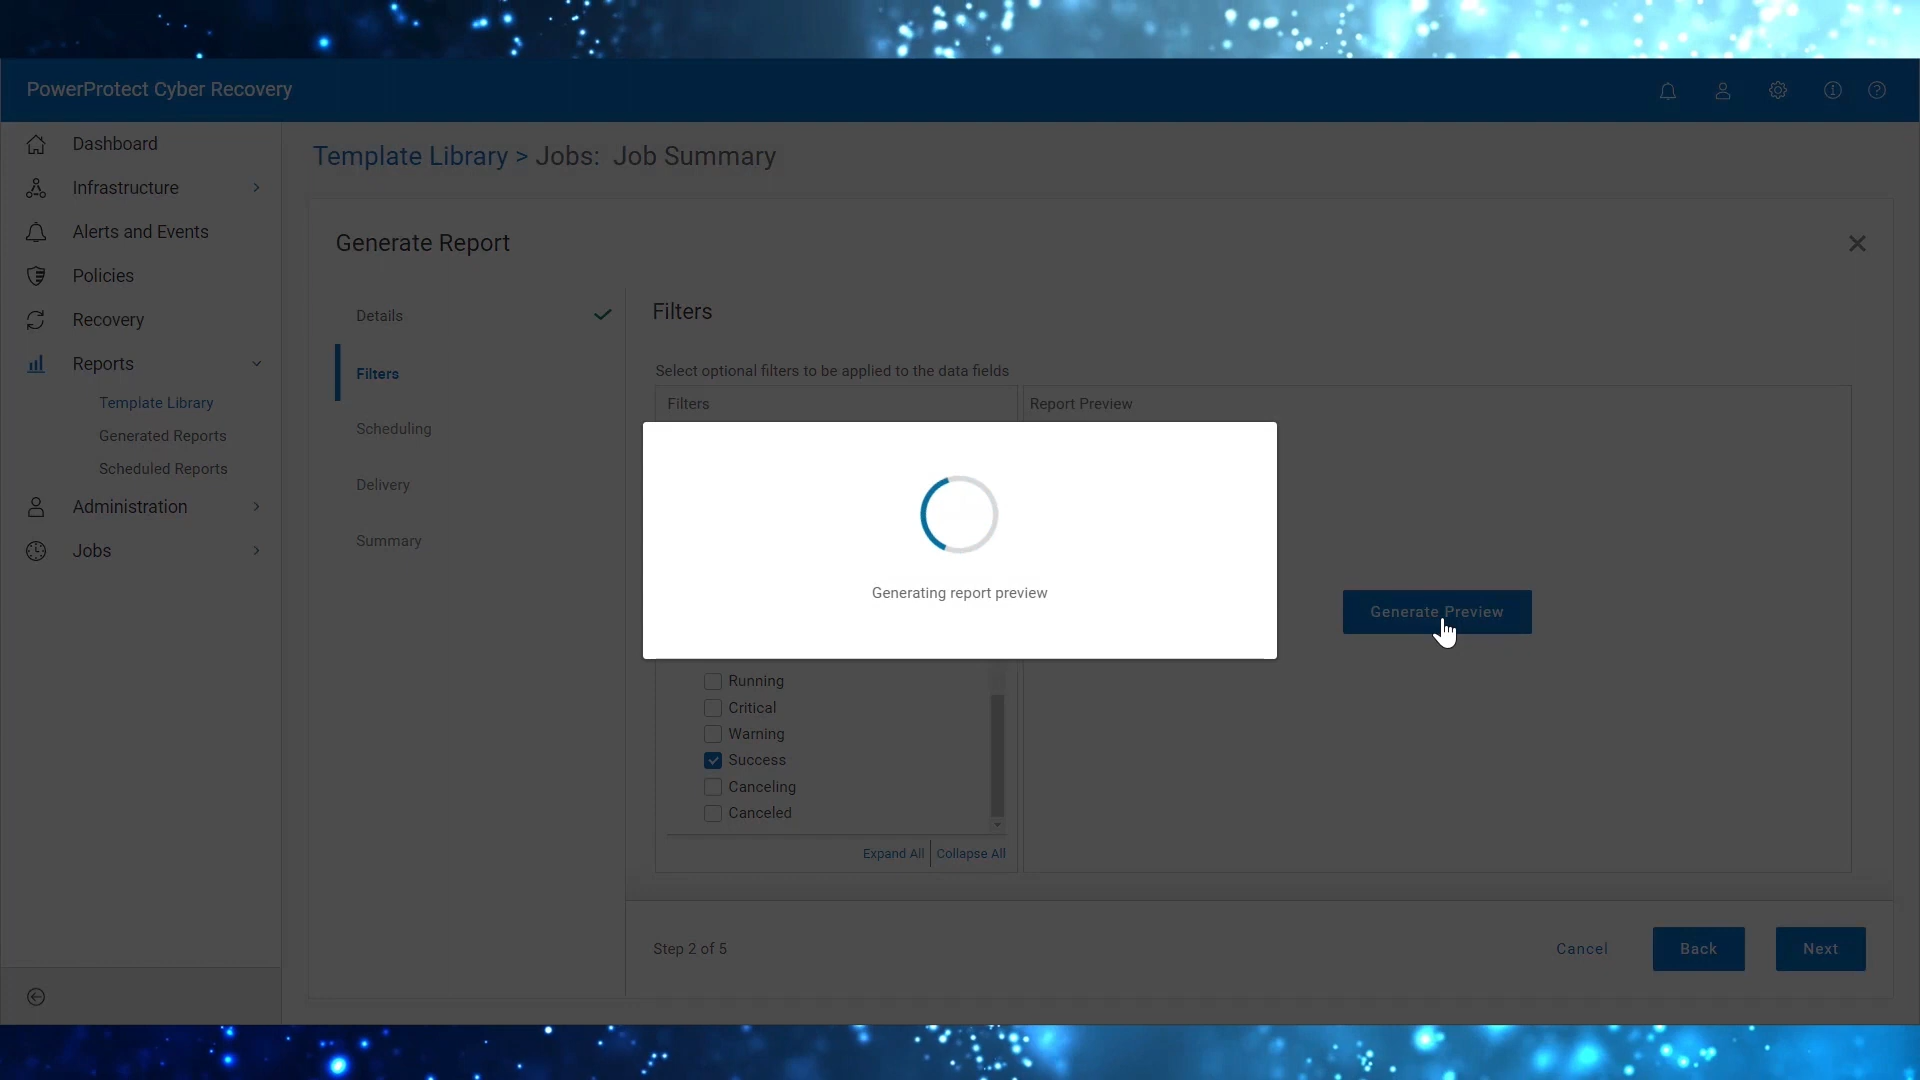 PowerProtect Cyber Recovery
Dashboard
Infrastructure
Alerts and Events
Policies
Recovery
Reports
Template Library
Generated Reports
Scheduled Reports
Administration
Jobs
Template Library > Jobs: Job Summary
Generate Report
Details
Filters
Scheduling
Delivery
Summary
Filters
Select optional filters to be applied to the data fields
Filters
Report Preview
Generating report preview
Generate Preview
Running
Critical
Warning
Success
Canceling
Canceled
Expand All
Collapse All
Step 2 of 5
Cancel
Back
Next